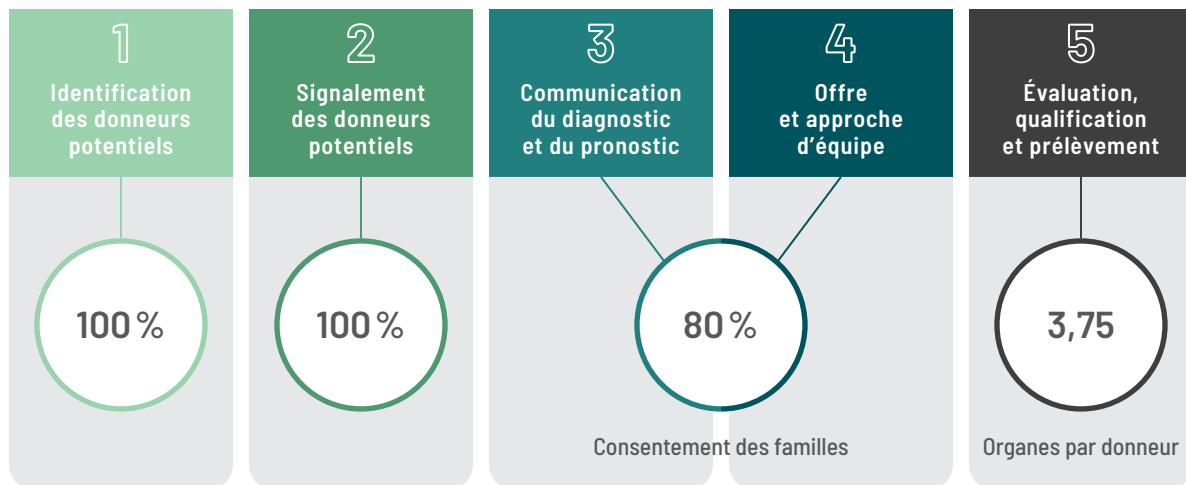 1
Identification
des donneurs
potentiels
2
Signalement
des donneurs
potentiels
3
Communication
du diagnostic
et du pronostic
4
Offre
et approche
d’équipe
5
Évaluation,
qualification
et prélèvement
100 %
100 %
80 %
3,75
Consentement des familles
Organes par donneur